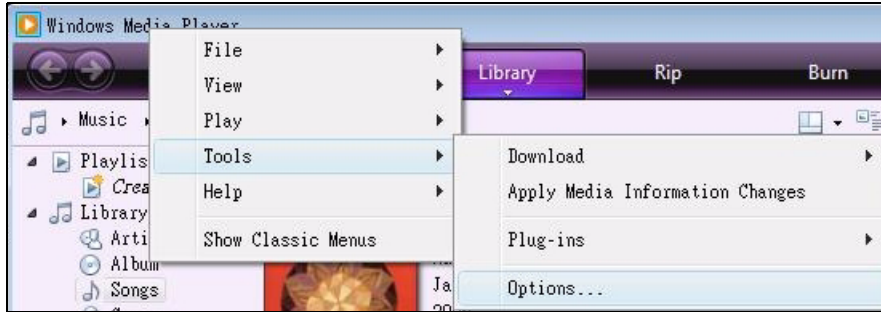 Windows Media Player
File
View
Play
Tools
Help
Show Classic Menus
Library
Rip
Burn
Music
Playlis
Crea
Library
Arti
Album
Songs
Download
Apply Media Information Changes
Plug-ins
Options...
Ja